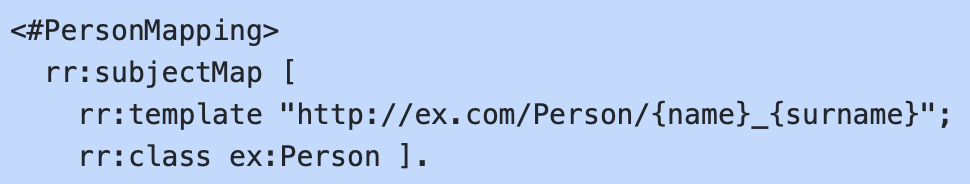 <#PersonMapping>
  rr:subjectMap [
    rr:template "http://ex.com/Person/{name}_{surname}";
    rr:class ex:Person ].